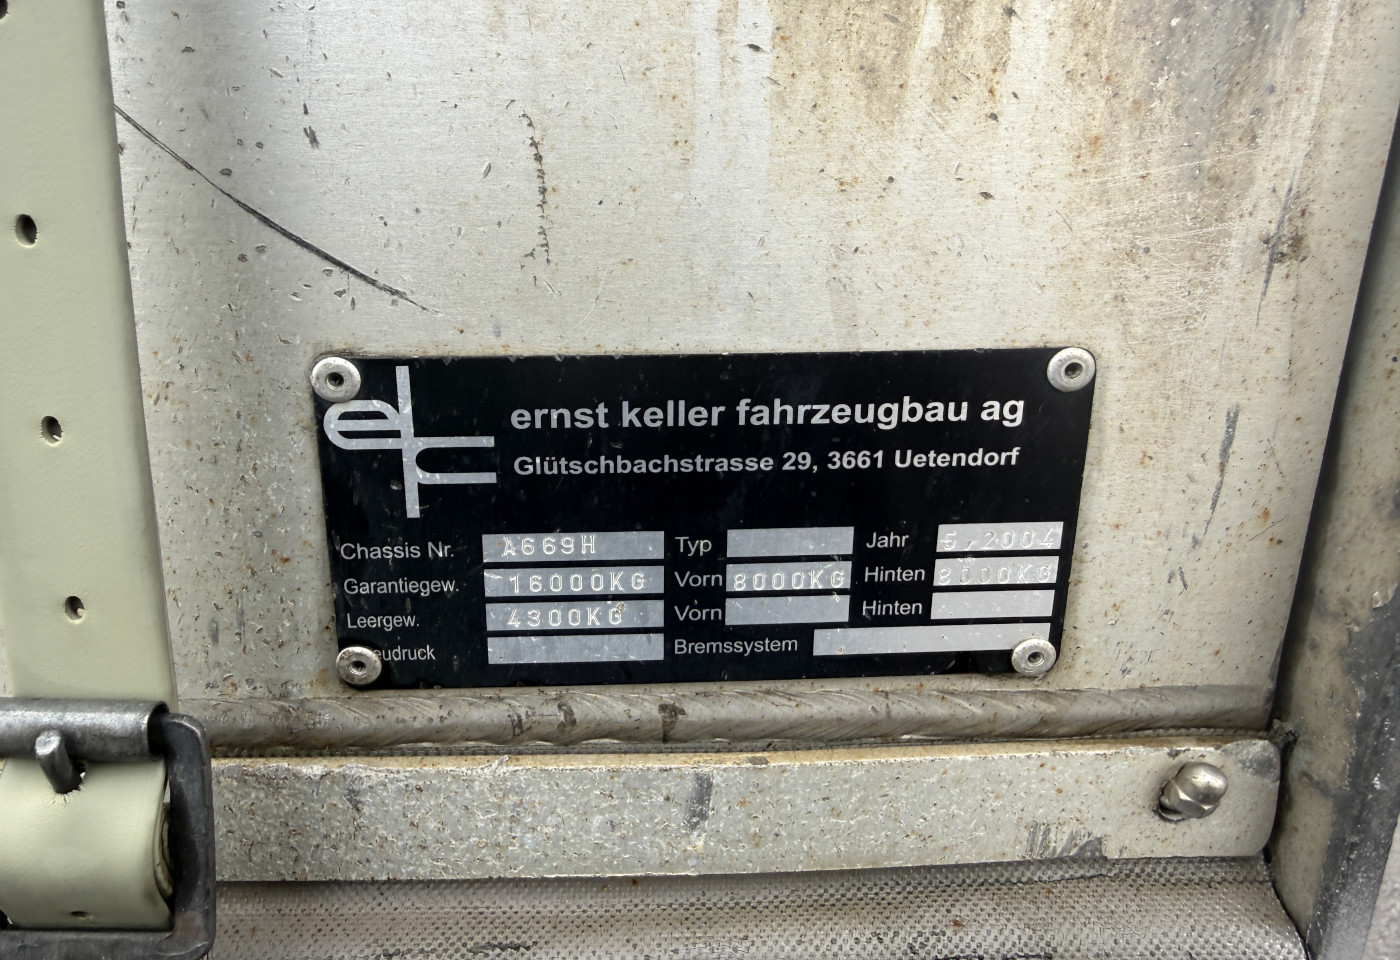 ernst keller fahrzeugbau ag
Glütschbachstrasse 29, 3661 Uetendorf
Chassis Nr. A669H Typ Jahr 5/2004
Garantiegew. 16000KG Vorn 8000KG Hinten 8000KG
Leergew. 4300KG Vorn Hinten
eudruck Bremssystem